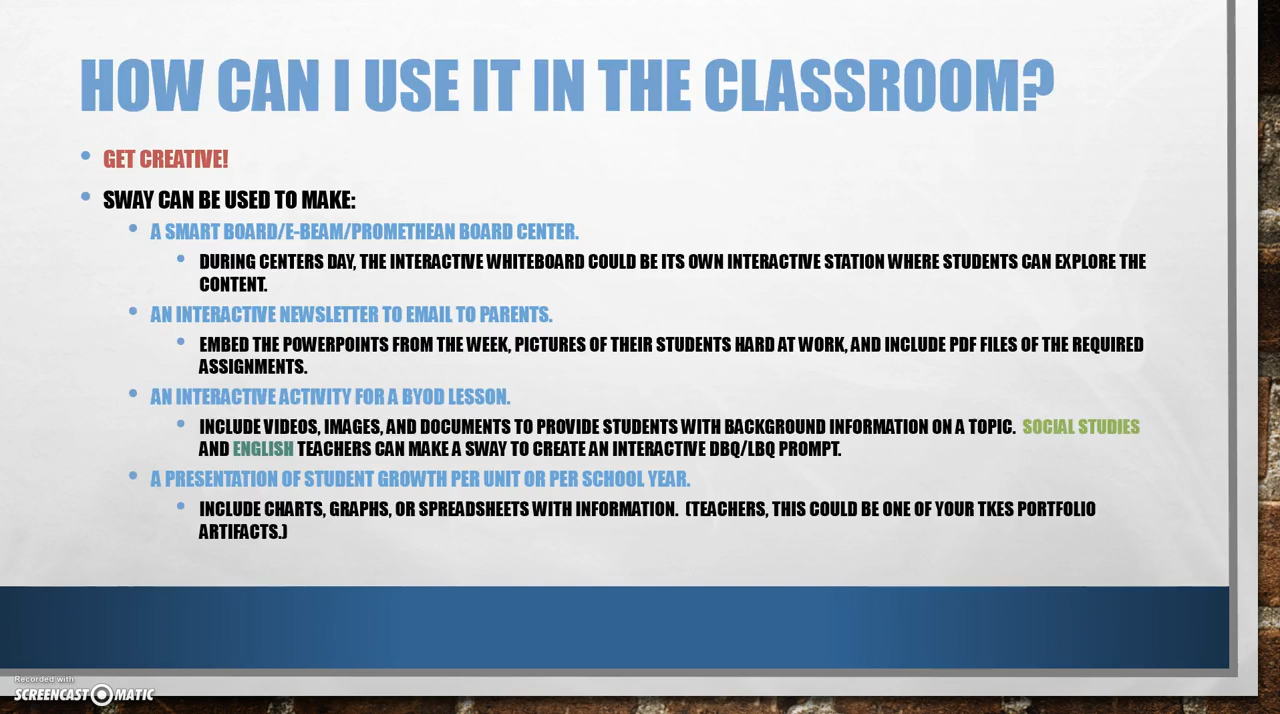 HOW CAN I USE IT IN THE CLASSROOM?
• GET CREATIVE!
• SWAY CAN BE USED TO MAKE:
• A SMART BOARD/E-BEAM/PROMETHEAN BOARD CENTER.
• DURING CENTERS DAY, THE INTERACTIVE WHITEBOARD COULD BE ITS OWN INTERACTIVE STATION WHERE STUDENTS CAN EXPLORE THE
CONTENT.
• AN INTERACTIVE NEWSLETTER TO EMAIL TO PARENTS.
• EMBED THE POWERPOINTS FROM THE WEEK, PICTURES OF THEIR STUDENTS HARD AT WORK, AND INCLUDE PDF FILES OF THE REQUIRED
ASSIGNMENTS.
• AN INTERACTIVE ACTIVITY FOR A BYOD LESSON.
• INCLUDE VIDEOS, IMAGES, AND DOCUMENTS TO PROVIDE STUDENTS WITH BACKGROUND INFORMATION ON A TOPIC. SOCIAL STUDIES
AND ENGLISH TEACHERS CAN MAKE A SWAY TO CREATE AN INTERACTIVE DBQ/LBQ PROMPT.
• A PRESENTATION OF STUDENT GROWTH PER UNIT OR PER SCHOOL YEAR.
• INCLUDE CHARTS, GRAPHS, OR SPREADSHEETS WITH INFORMATION. (TEACHERS, THIS COULD BE ONE OF YOUR TKES PORTFOLIO
ARTIFACTS.)
Recorded with
SCREENCAST O MATIC